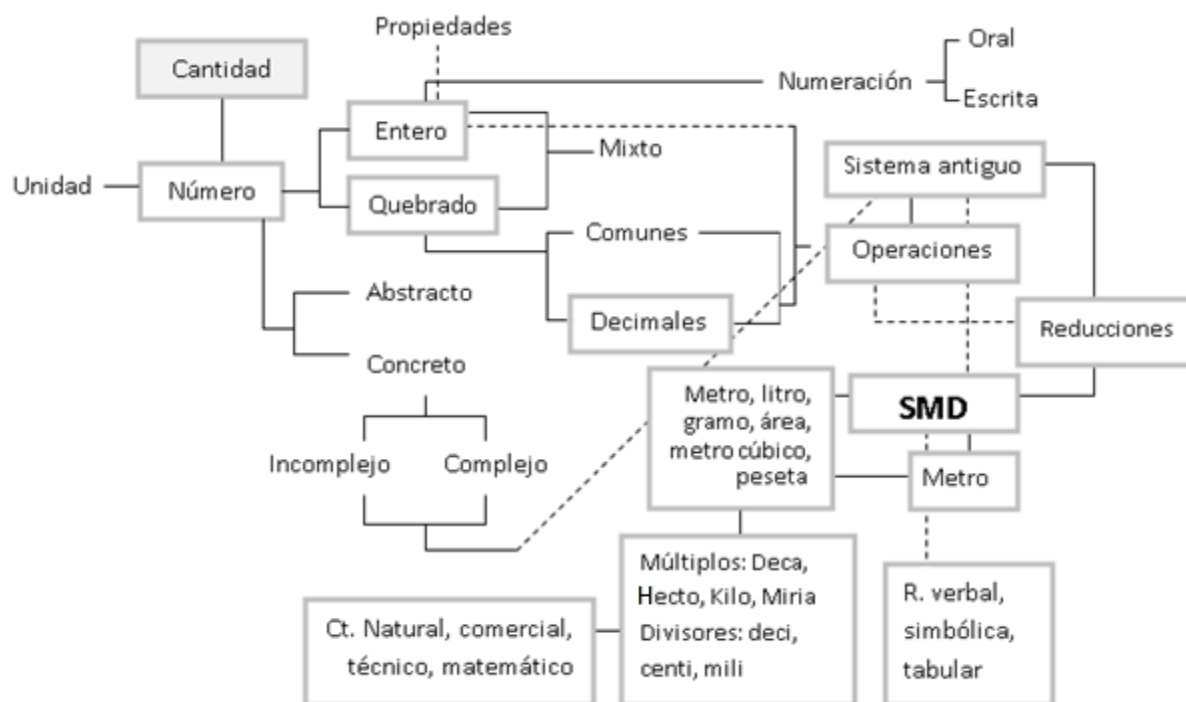 Propiedades
Oral
Cantidad
Numeración
Escrita
Entero
Mixto
Sistema antiguo
Unidad
Número
Quebrado
Comunes
Operaciones
Abstracto
Decimales
Reducciones
Concreto
Metro, litro,
gramo, área,
metro cúbico,
peseta
SMD
Incomplejo
Complejo
Metro
Múltiplos: Deca,
Hecto, Kilo, Miria
Divisores: deci,
centi, mili
R. verbal,
simbólica,
tabular
Ct. Natural, comercial,
técnico, matemático